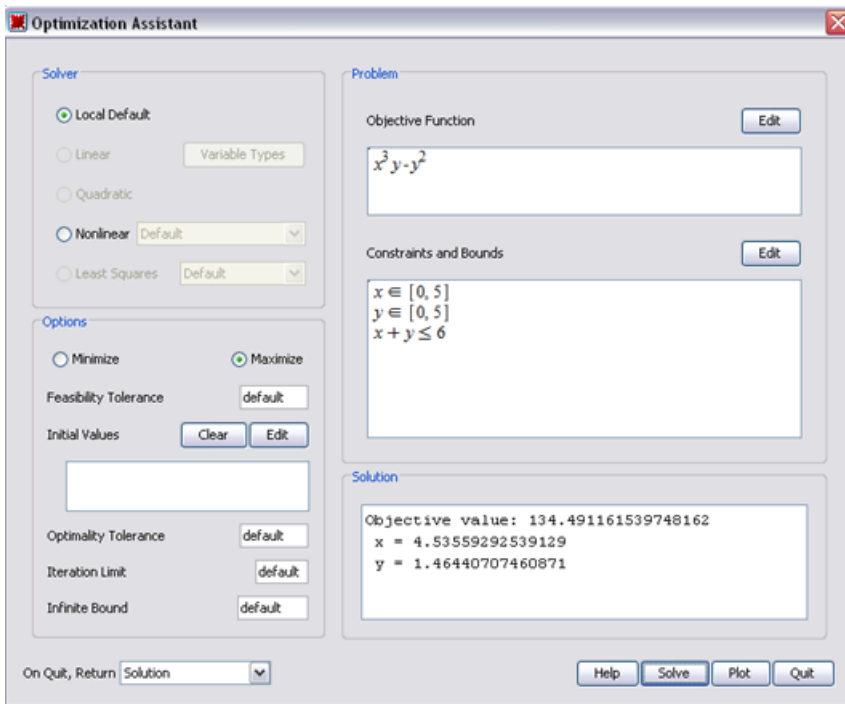 Optimization Assistant
Solver
Local Default
Linear
Variable Types
Quadratic
Nonlinear
Default
Least Squares
Default
Options
Minimize
Maximize
Feasibility Tolerance
default
Initial Values
Clear
Edit
Optimality Tolerance
default
Iteration Limit
default
Infinite Bound
default
Problem
Objective Function
Edit
x³ y-y²
Constraints and Bounds
Edit
x ∈ [0, 5]
y ∈ [0, 5]
x + y ≤ 6
Solution
Objective value: 134.491161539748162
x = 4.53559292539129
y = 1.46440707460871
On Quit, Return
Solution
Help
Solve
Plot
Quit